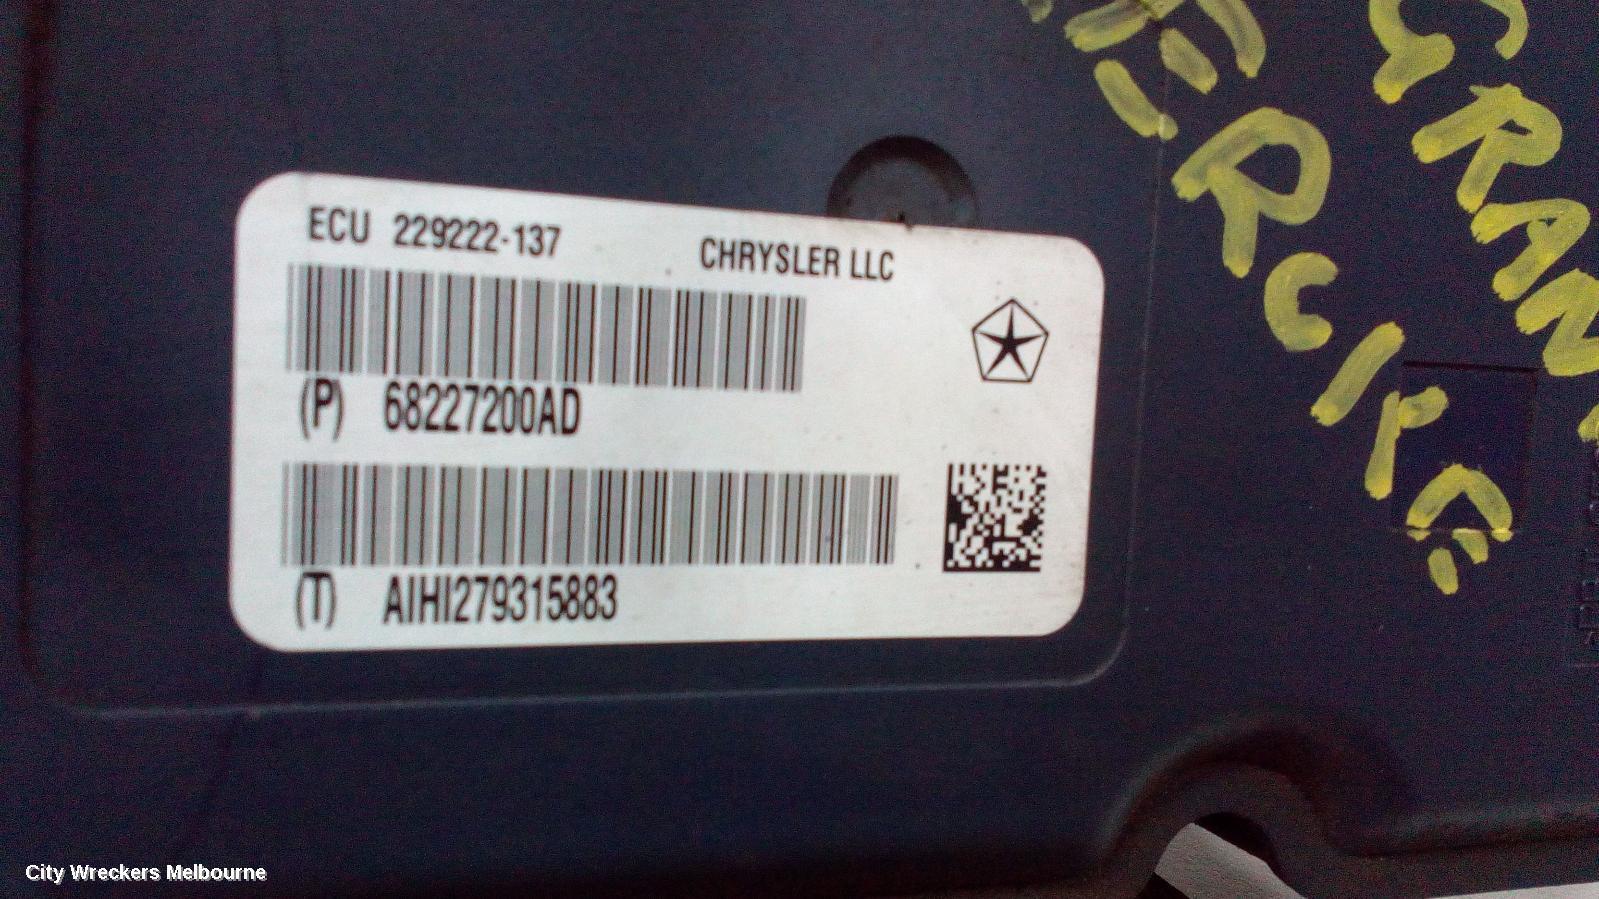 ECU 229222-137 CHRYSLER LLC
(P) 68227200AD
(T) AIHI279315883
City Wreckers Melbourne